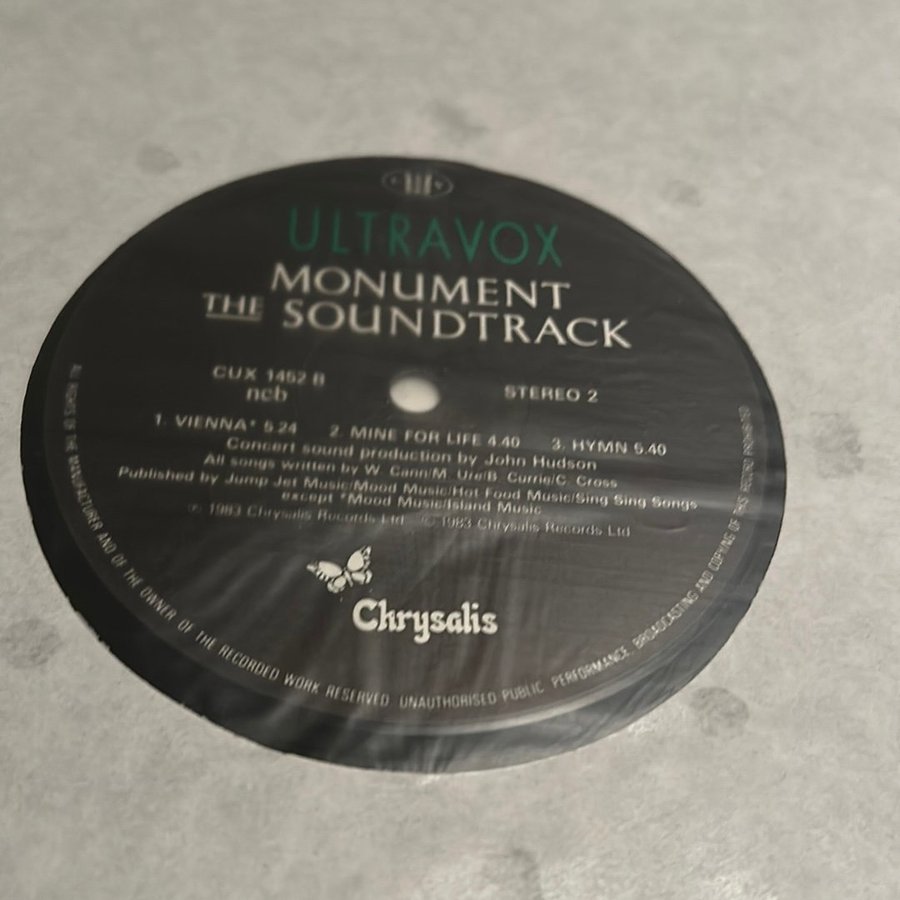 ULTRAVOX
MONUMENT
THE SOUNDTRACK
CUX 1452 B
ncb
STEREO 2
1. VIENNA* 5.24 2. MINE FOR LIFE 4.40 3. HYMN 5.40
Concert sound production by John Hudson
All songs written by W. Cann/M. Ure/B. Currie/C. Cross
Published by Jump Jet Music/Mood Music/Hot Food Music/Sing Sing Songs
except *Mood Music/Island Music
℗ 1983 Chrysalis Records Ltd © 1983 Chrysalis Records Ltd
Chrysalis
ALL RIGHTS OF THE MANUFACTURER AND OF THE OWNER OF THE RECORDED WORK RESERVED UNAUTHORISED PUBLIC PERFORMANCE, BROADCASTING AND COPYING OF THIS RECORD PROHIBITED